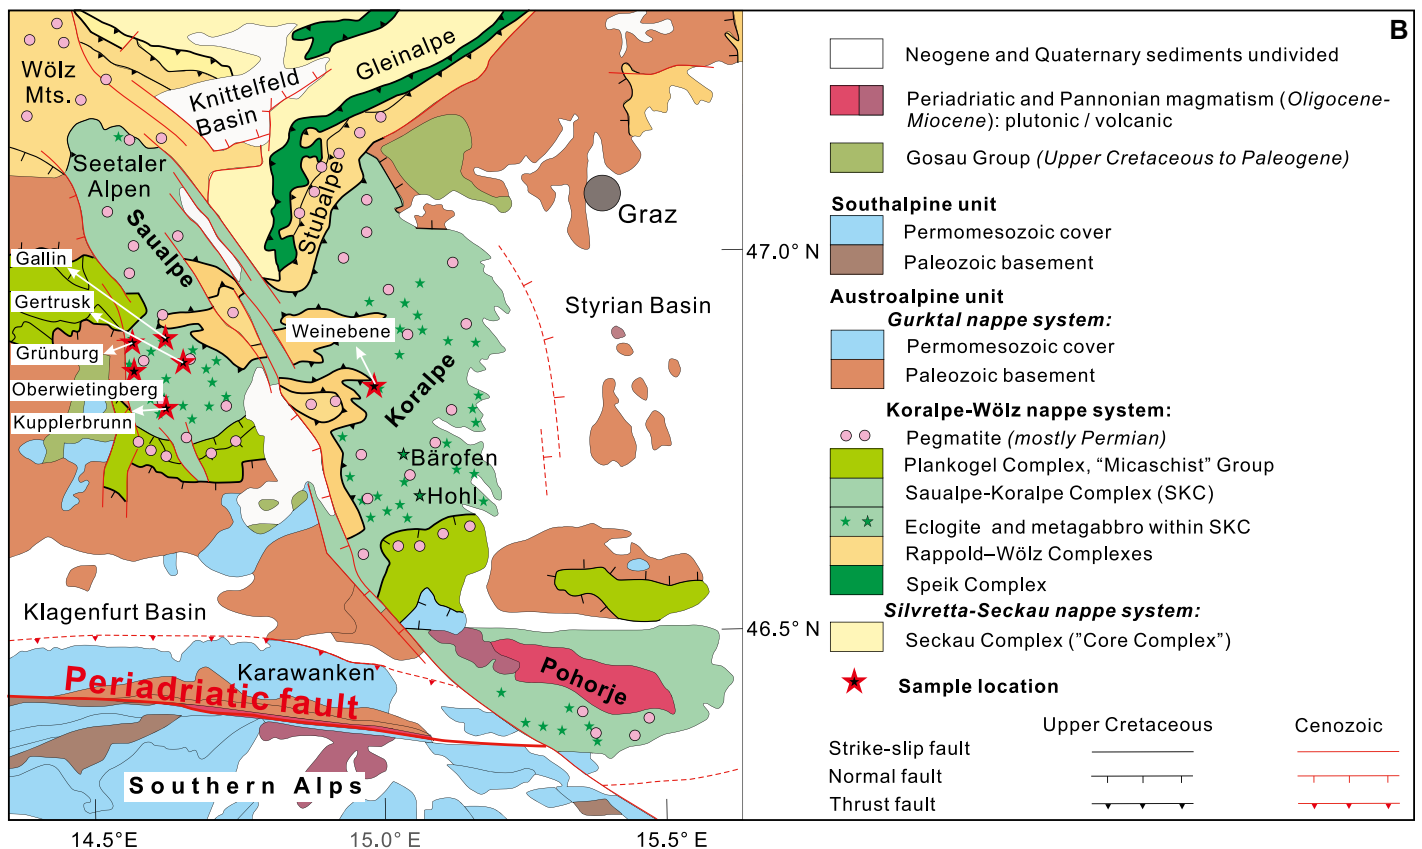 B
Wölz
Mts.
Knittelfeld
Basin
Gleinalpe
Seetaler
Alpen
Stubalpe
Saualpe
Graz
Gallin
Gertrusk
Grünburg
Oberwietingberg
Kupplerbrunn
Weinebene
Koralpe
Styrian Basin
Bärofen
Hohl
Klagenfurt Basin
Karawanken
Periadriatic fault
Pohorje
Southern Alps
47.0° N
46.5° N
14.5° E
15.0° E
15.5° E
Neogene and Quaternary sediments undivided
Periadriatic and Pannonian magmatism (Oligocene-
Miocene): plutonic / volcanic
Gosau Group (Upper Cretaceous to Paleogene)
Southalpine unit
Permomesozoic cover
Paleozoic basement
Austroalpine unit
Gurktal nappe system:
Permomesozoic cover
Paleozoic basement
Koralpe-Wölz nappe system:
Pegmatite (mostly Permian)
Plankogel Complex, “Micaschist” Group
Saualpe-Koralpe Complex (SKC)
Eclogite and metagabbro within SKC
Rappold–Wölz Complexes
Speik Complex
Silvretta-Seckau nappe system:
Seckau Complex (”Core Complex”)
Sample location
Upper Cretaceous
Cenozoic
Strike-slip fault
Normal fault
Thrust fault